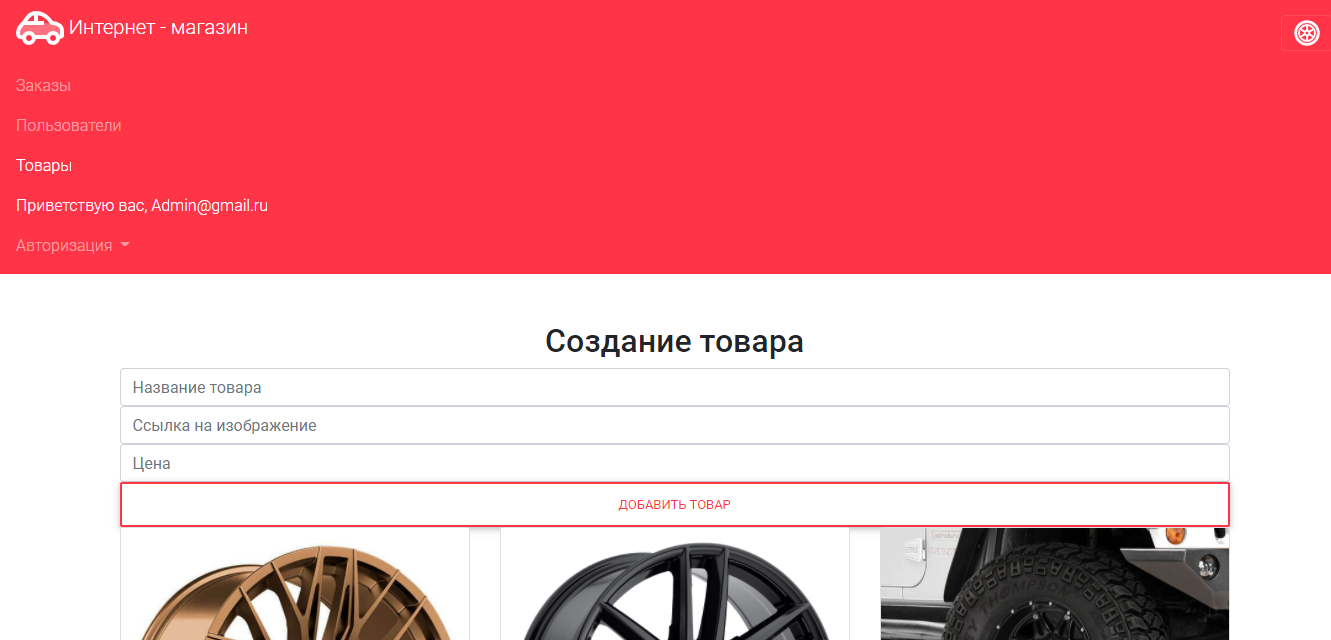 Интернет - магазин
Заказы
Пользователи
Товары
Приветствую вас, Admin@gmail.ru
Авторизация
Создание товара
Название товара
Ссылка на изображение
Цена
ДОБАВИТЬ ТОВАР